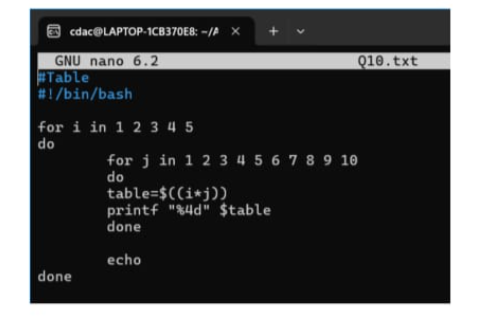 cdac@LAPTOP-1CB370E8: ~/A × + ⌄
GNU nano 6.2 Q10.txt
#Table
#!/bin/bash

for i in 1 2 3 4 5
do
        for j in 1 2 3 4 5 6 7 8 9 10
        do
        table=$((i*j))
        printf "%4d" $table
        done

        echo
done